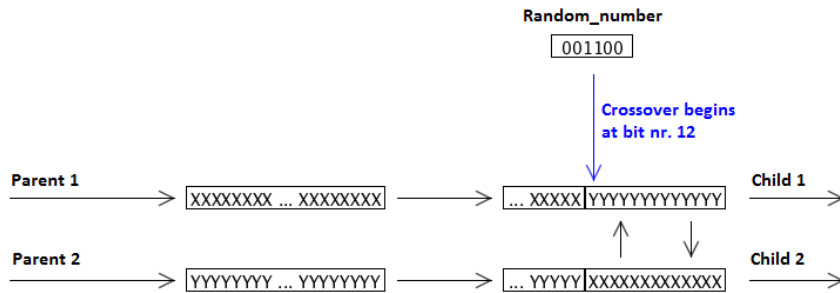 Random_number
001100
Crossover begins
at bit nr. 12
Parent 1
XXXXXXXX ... XXXXXXXX
... XXXXX YYYYYYYYYYYYY
Child 1
Parent 2
YYYYYYYY ... YYYYYYYY
... YYYYY XXXXXXXXXXXXX
Child 2